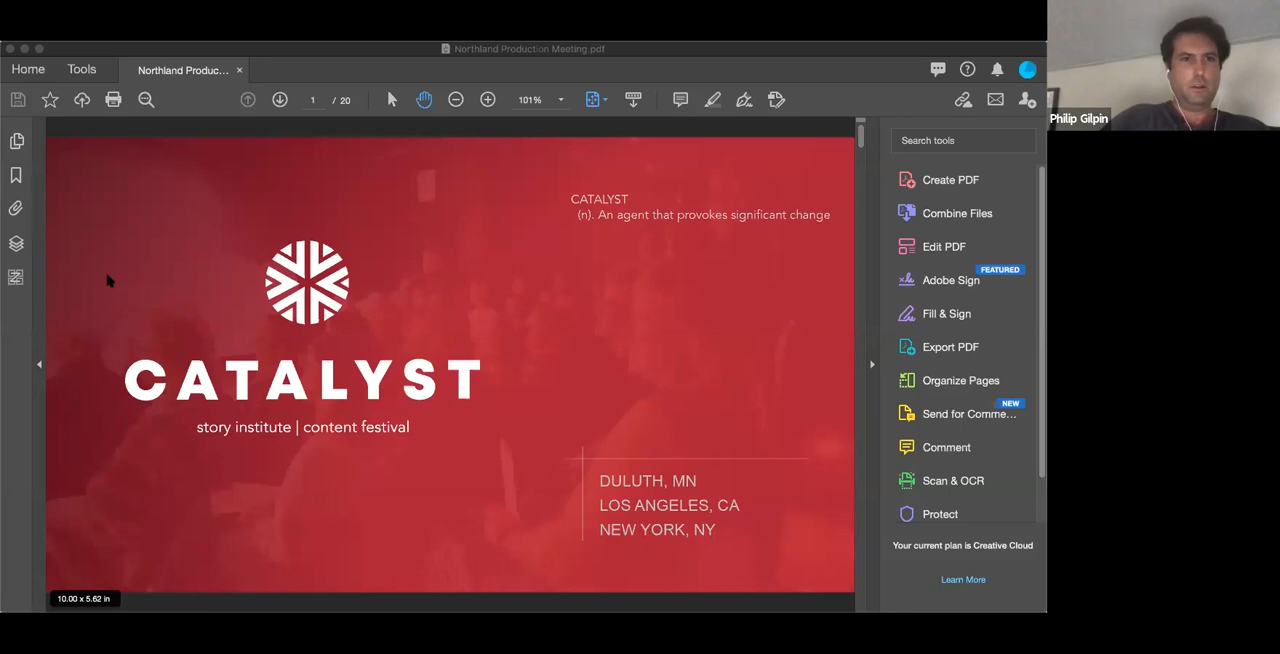 Northland Production Meeting.pdf
Home
Tools
Northland Produc... ×
1 / 20
101%
Philip Gilpin
Search tools
Create PDF
Combine Files
Edit PDF
FEATURED
Adobe Sign
Fill & Sign
Export PDF
Organize Pages
NEW
Send for Comme...
Comment
Scan & OCR
Protect
Your current plan is Creative Cloud
Learn More
CATALYST
(n). An agent that provokes significant change
CATALYST
story institute | content festival
DULUTH, MN
LOS ANGELES, CA
NEW YORK, NY
10.00 x 5.62 in